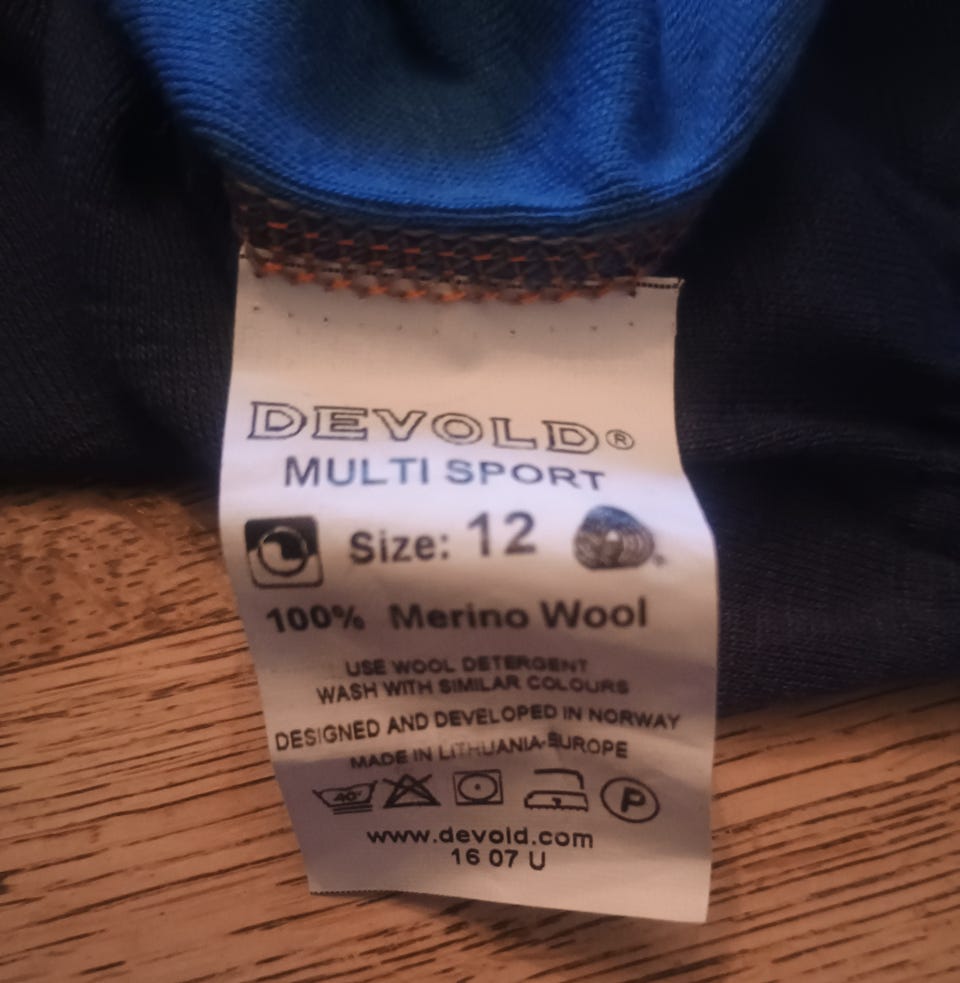 DEVOLD®
MULTI SPORT
Size: 12
100% Merino Wool
USE WOOL DETERGENT
WASH WITH SIMILAR COLOURS
DESIGNED AND DEVELOPED IN NORWAY
MADE IN LITHUANIA-EUROPE
40° P
www.devold.com
16 07 U